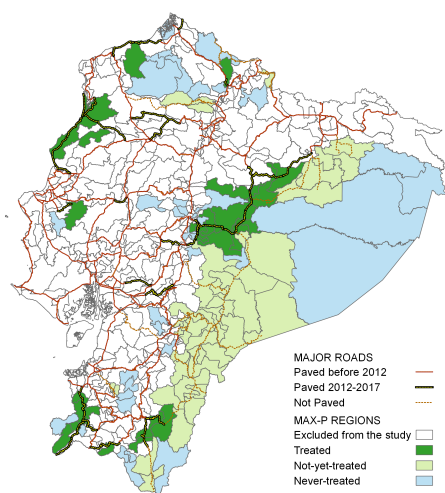 MAJOR ROADS
Paved before 2012
Paved 2012-2017
Not Paved
MAX-P REGIONS
Excluded from the study
Treated
Not-yet-treated
Never-treated